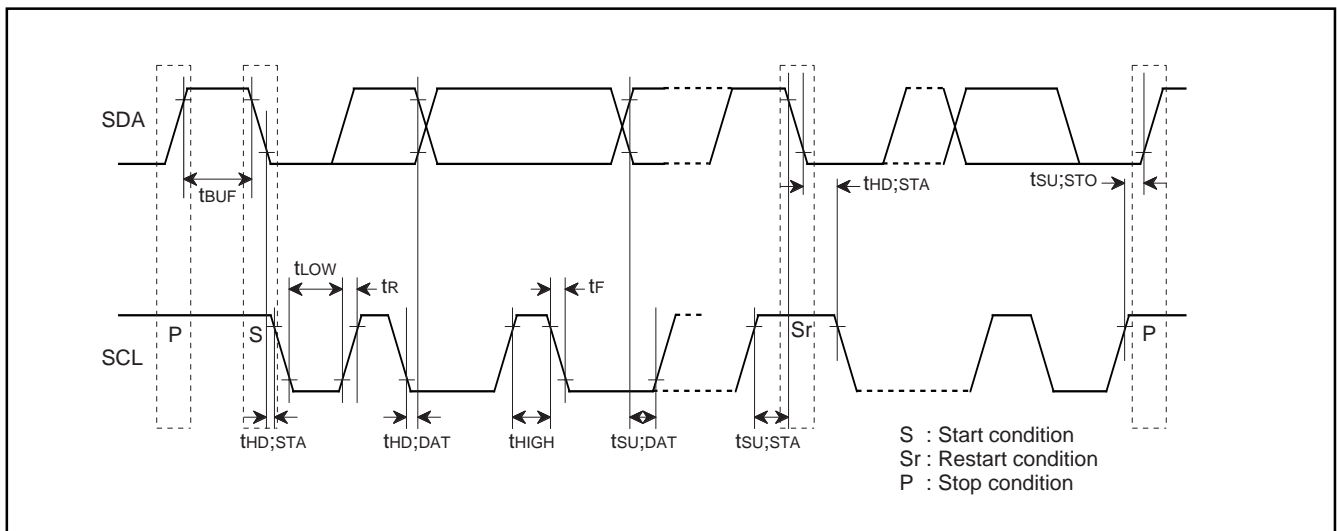 SDA
tBUF
tHD;STA
tSU;STO
tLOW
tR
tF
SCL
P
S
Sr
P
tHD;STA
tHD;DAT
tHIGH
tSU;DAT
tSU;STA
S : Start condition
Sr : Restart condition
P : Stop condition